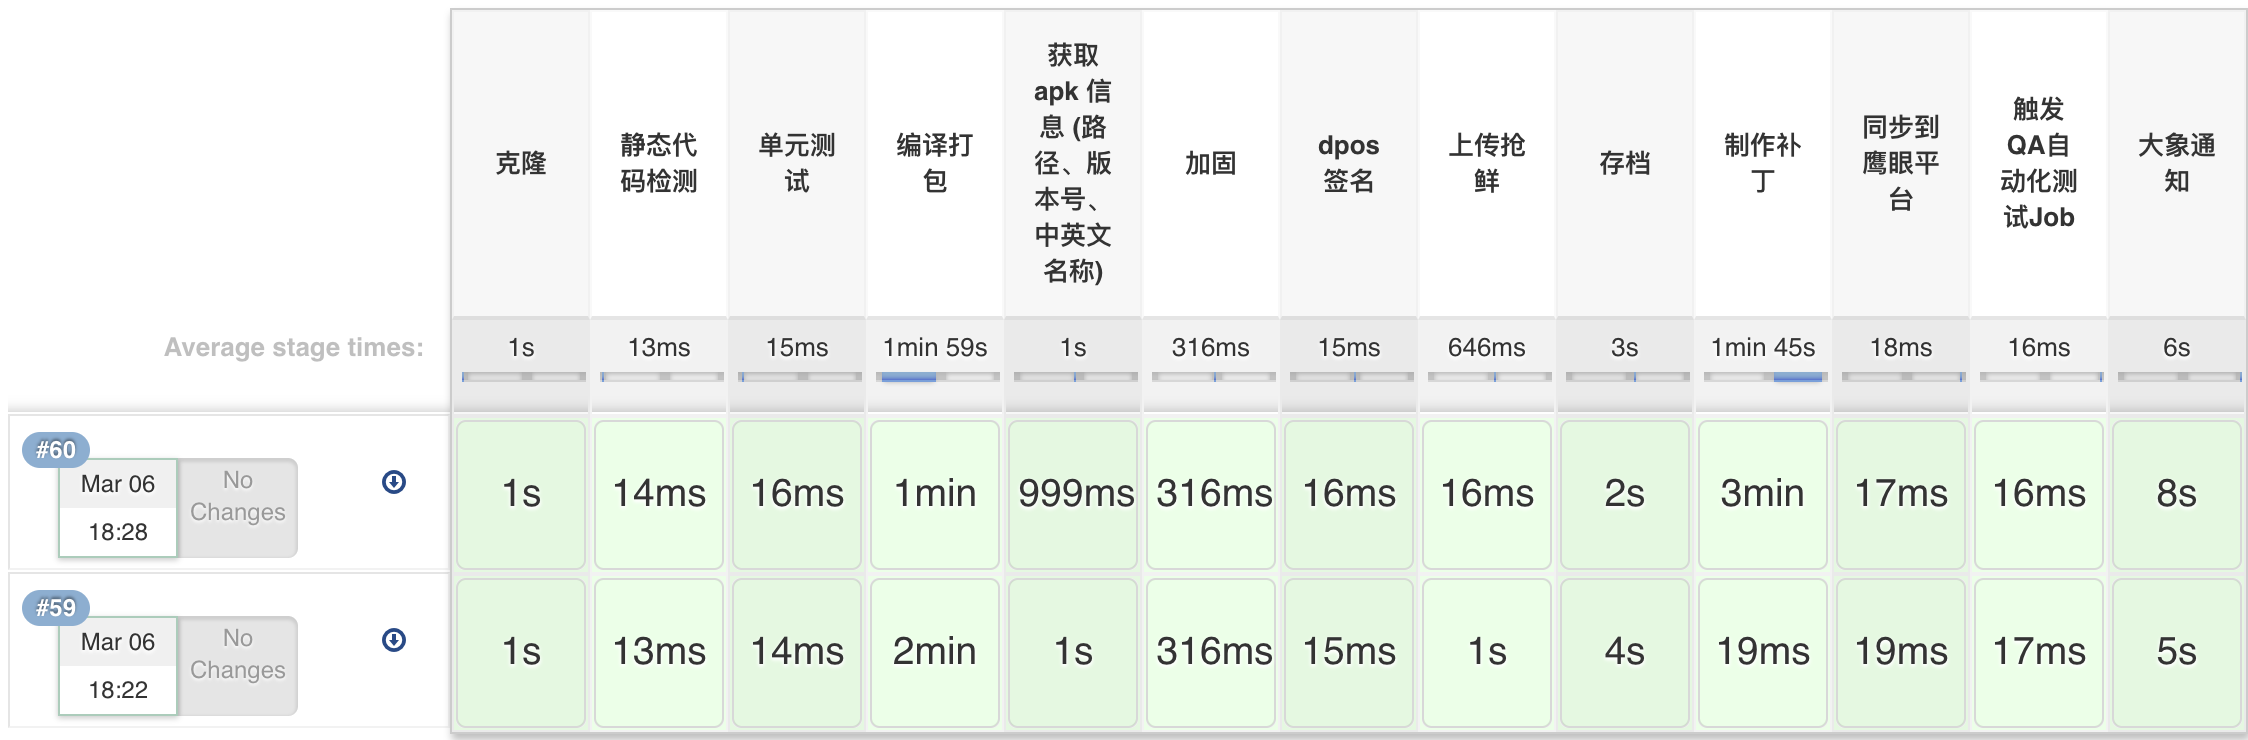 克隆
静态代
码检测
单元测
试
编译打
包
获取
apk 信
息 (路
径、版
本号、
中英文
名称)
加固
dpos
签名
上传抢
鲜
存档
制作补
丁
同步到
鹰眼平
台
触发
QA自
动化测
试Job
大象通
知
Average stage times:
1s
13ms
15ms
1min 59s
1s
316ms
15ms
646ms
3s
1min 45s
18ms
16ms
6s
#60
Mar 06
18:28
No
Changes
1s
14ms
16ms
1min
999ms
316ms
16ms
16ms
2s
3min
17ms
16ms
8s
#59
Mar 06
18:22
No
Changes
1s
13ms
14ms
2min
1s
316ms
15ms
1s
4s
19ms
19ms
17ms
5s